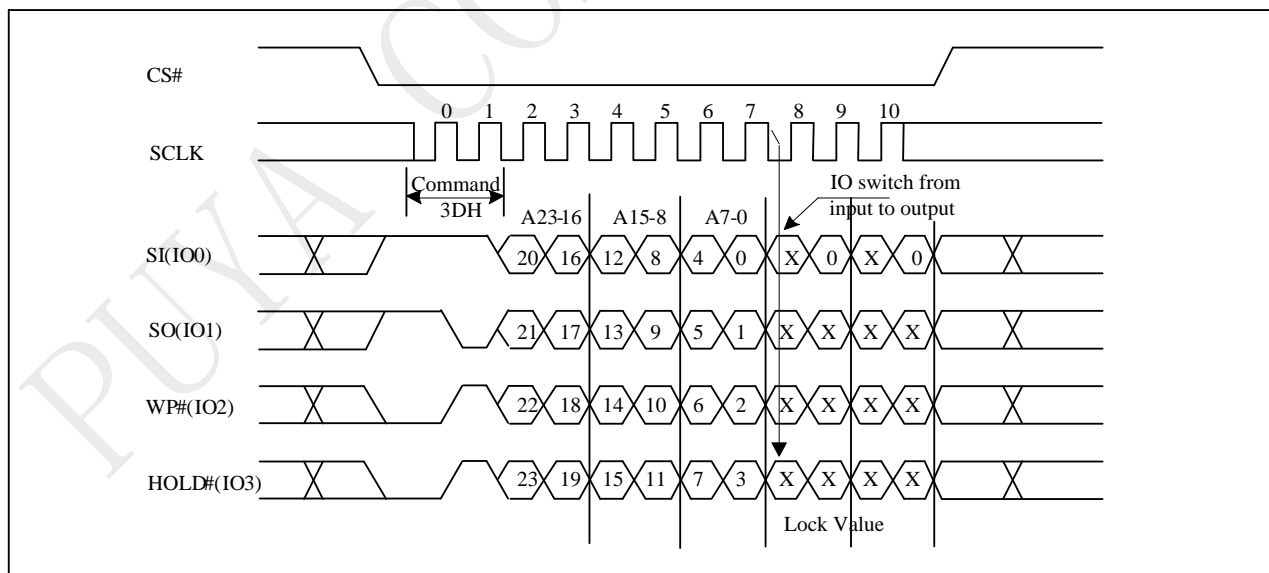 PUYA CO
CS#
0 1 2 3 4 5 6 7 8 9 10
SCLK
Command
3DH
IO switch from
input to output
A23-16 A15-8 A7-0
SI(IO0) 20 16 12 8 4 0 X 0 X 0
SO(IO1) 21 17 13 9 5 1 X X X X
WP#(IO2) 22 18 14 10 6 2 X X X X
HOLD#(IO3) 23 19 15 11 7 3 X X X X
Lock Value